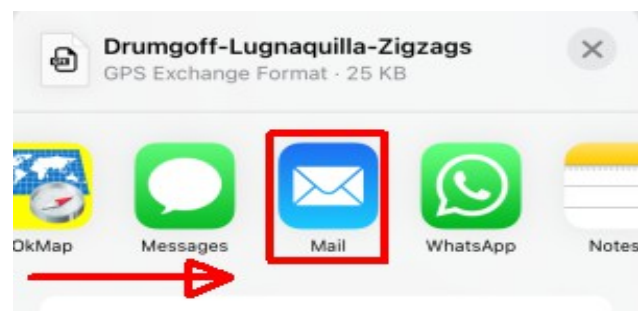 Drumgoff-Lugnaquilla-Zigzags
GPS Exchange Format · 25 KB
OkMap Messages Mail WhatsApp Notes